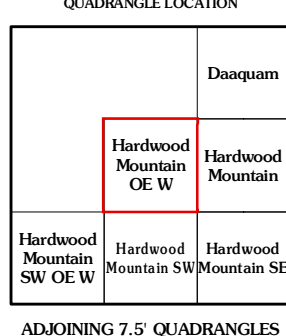 QUADRANGLE LOCATION
Daaquam
Hardwood
Mountain
OE W
Hardwood
Mountain
Hardwood
Mountain
SW OE W
Hardwood
Mountain SW
Hardwood
Mountain SE
ADJOINING 7.5' QUADRANGLES